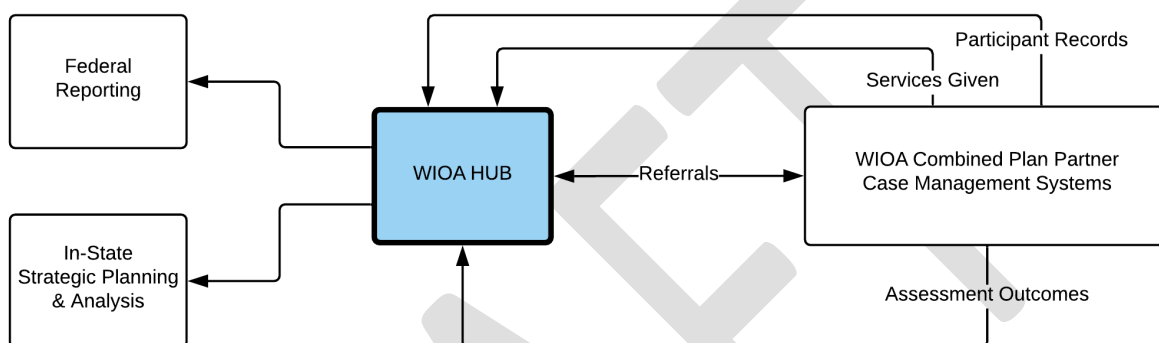 Federal
Reporting
In-State
Strategic Planning
& Analysis
WIOA HUB
Referrals
Participant Records
Services Given
WIOA Combined Plan Partner
Case Management Systems
Assessment Outcomes